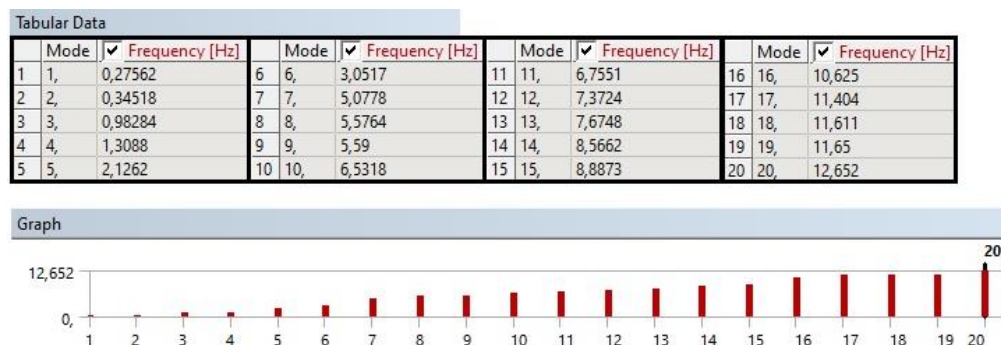 Tabular Data
Mode Frequency [Hz] Mode Frequency [Hz] Mode Frequency [Hz] Mode Frequency [Hz]
1 1, 0,27562 6 6, 3,0517 11 11, 6,7551 16 16, 10,625
2 2, 0,34518 7 7, 5,0778 12 12, 7,3724 17 17, 11,404
3 3, 0,98284 8 8, 5,5764 13 13, 7,6748 18 18, 11,611
4 4, 1,3088 9 9, 5,59 14 14, 8,5662 19 19, 11,65
5 5, 2,1262 10 10, 6,5318 15 15, 8,8873 20 20, 12,652
Graph
20
12,652
0,
1 2 3 4 5 6 7 8 9 10 11 12 13 14 15 16 17 18 19 20